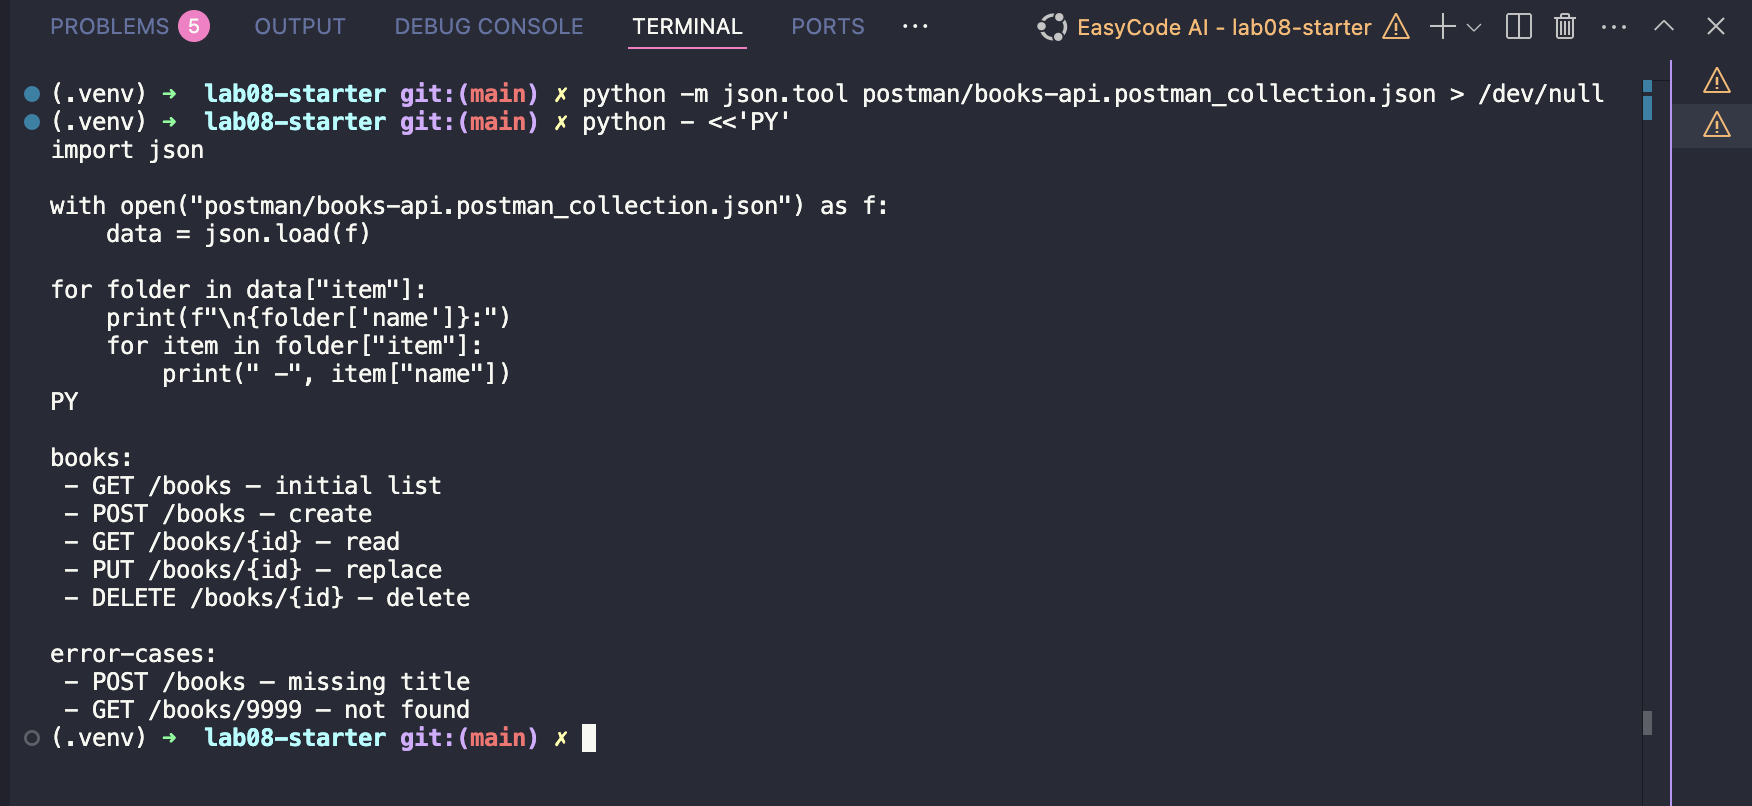 PROBLEMS 5 OUTPUT DEBUG CONSOLE TERMINAL PORTS ··· EasyCode AI - lab08-starter
(.venv) ➜ lab08-starter git:(main) ✗ python -m json.tool postman/books-api.postman_collection.json > /dev/null
(.venv) ➜ lab08-starter git:(main) ✗ python - <<'PY'
import json
with open("postman/books-api.postman_collection.json") as f:
    data = json.load(f)
for folder in data["item"]:
    print(f"\n{folder['name']}:")
    for item in folder["item"]:
        print(" -", item["name"])
PY
books:
 - GET /books — initial list
 - POST /books — create
 - GET /books/{id} — read
 - PUT /books/{id} — replace
 - DELETE /books/{id} — delete
error-cases:
 - POST /books — missing title
 - GET /books/9999 — not found
(.venv) ➜ lab08-starter git:(main) ✗